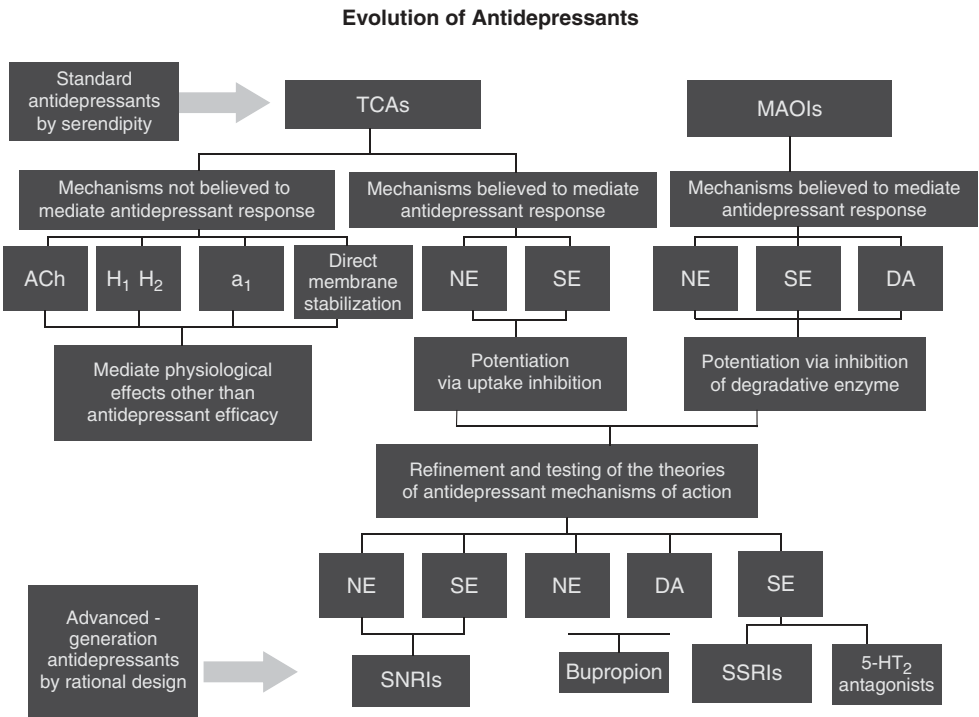 Evolution of Antidepressants
Standard
antidepressants
by serendipity
TCAs
MAOIs
Mechanisms not believed to
mediate antidepressant response
Mechanisms believed to mediate
antidepressant response
Mechanisms believed to mediate
antidepressant response
ACh
H₁ H₂
a₁
Direct
membrane
stabilization
NE
SE
NE
SE
DA
Mediate physiological
effects other than
antidepressant efficacy
Potentiation
via uptake inhibition
Potentiation via inhibition
of degradative enzyme
Refinement and testing of the theories
of antidepressant mechanisms of action
NE
SE
NE
DA
SE
Advanced -
generation
antidepressants
by rational design
SNRIs
Bupropion
SSRIs
5-HT₂
antagonists